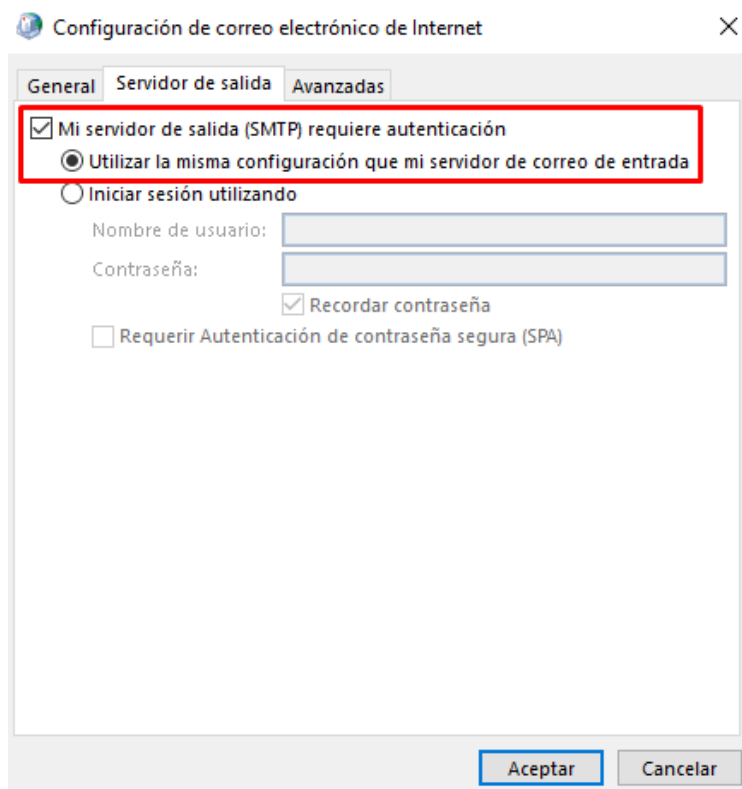 Configuración de correo electrónico de Internet
General Servidor de salida Avanzadas
Mi servidor de salida (SMTP) requiere autenticación
Utilizar la misma configuración que mi servidor de correo de entrada
Iniciar sesión utilizando
Nombre de usuario:
Contraseña:
Recordar contraseña
Requerir Autenticación de contraseña segura (SPA)
Aceptar Cancelar